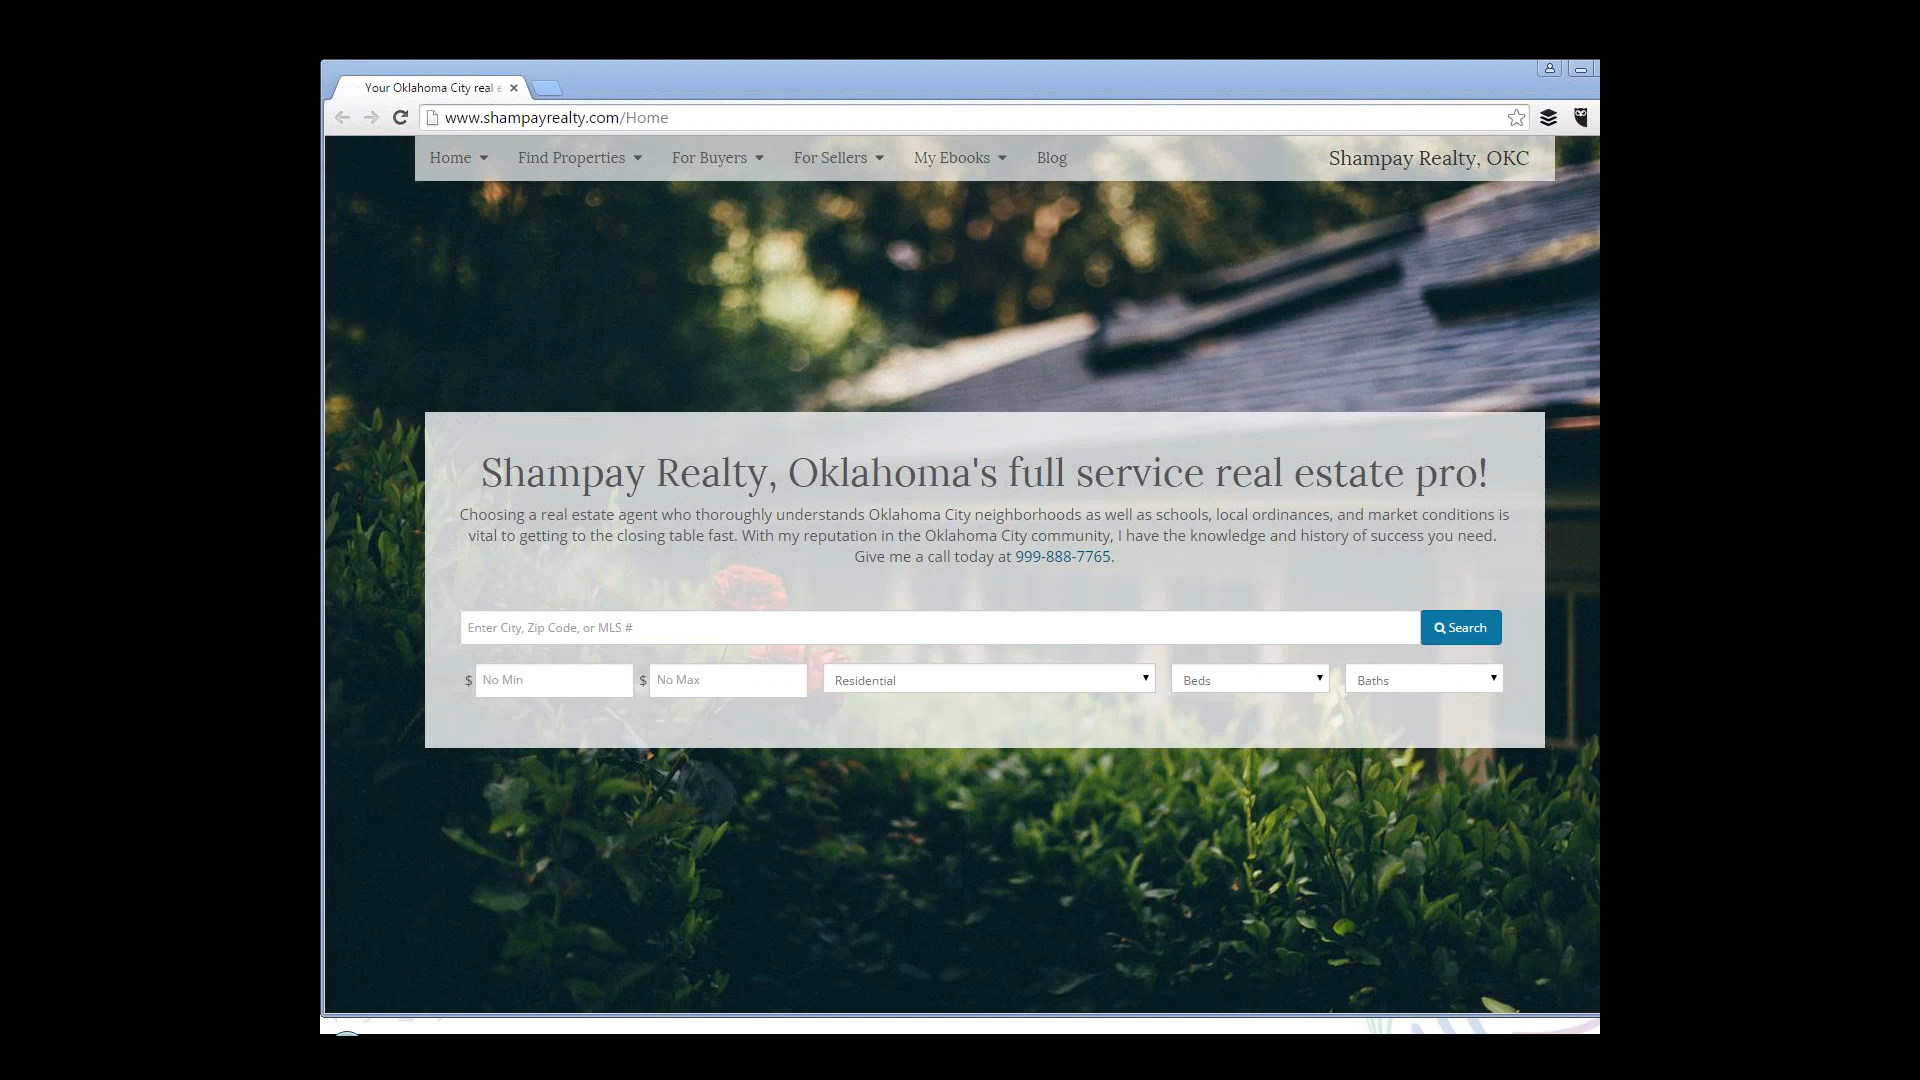 Your Oklahoma City real e
www.shampayrealty.com/Home
Home Find Properties For Buyers For Sellers My Ebooks Blog Shampay Realty, OKC
Shampay Realty, Oklahoma's full service real estate pro!
Choosing a real estate agent who thoroughly understands Oklahoma City neighborhoods as well as schools, local ordinances, and market conditions is
vital to getting to the closing table fast. With my reputation in the Oklahoma City community, I have the knowledge and history of success you need.
Give me a call today at 999-888-7765.
Enter City, Zip Code, or MLS # Search
$ No Min $ No Max Residential Beds Baths